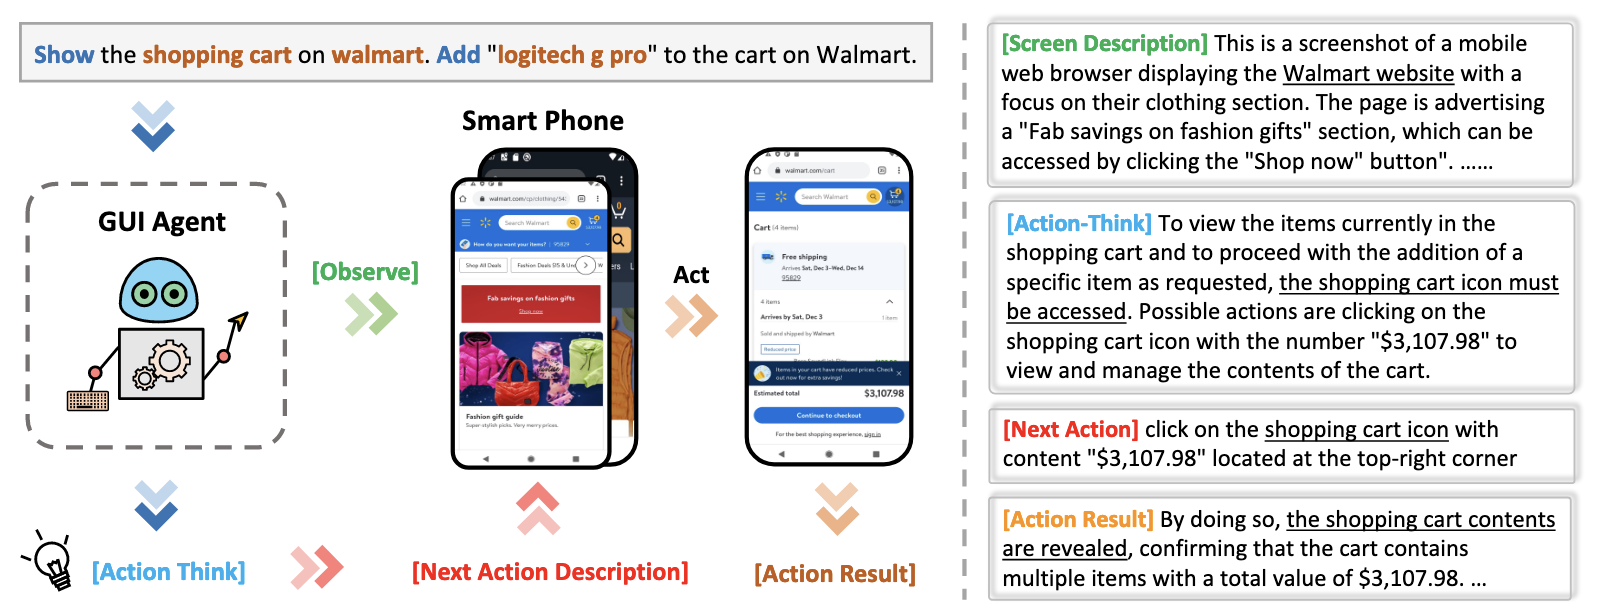 Show the shopping cart on walmart. Add "logitech g pro" to the cart on Walmart.
GUI Agent
[Observe]
Smart Phone
walmart.com/cp/clothing/54
Search Walmart
How do you want your items? | 95829
Shop All Deals
Fashion Deals $15 & Un
W
Fab savings on fashion gifts
Shop now
Fashion gift guide
Super-stylish picks. Very merry prices.
0
Act
walmart.com/cart
Search Walmart
Cart (4 items)
Free shipping
Arrives Sat, Dec 3–Wed, Dec 14
95829
4 items
Arrives by Sat, Dec 3
1 item
Sold and shipped by Walmart
Reduced price
Items in your cart have reduced prices. Check
out now for extra savings!
Estimated total
$3,107.98
Continue to checkout
For the best shopping experience, sign in
[Action Think]
[Next Action Description]
[Action Result]
[Screen Description] This is a screenshot of a mobile
web browser displaying the Walmart website with a
focus on their clothing section. The page is advertising
a "Fab savings on fashion gifts" section, which can be
accessed by clicking the "Shop now" button". ......
[Action-Think] To view the items currently in the
shopping cart and to proceed with the addition of a
specific item as requested, the shopping cart icon must
be accessed. Possible actions are clicking on the
shopping cart icon with the number "$3,107.98" to
view and manage the contents of the cart.
[Next Action] click on the shopping cart icon with
content "$3,107.98" located at the top-right corner
[Action Result] By doing so, the shopping cart contents
are revealed, confirming that the cart contains
multiple items with a total value of $3,107.98. ...